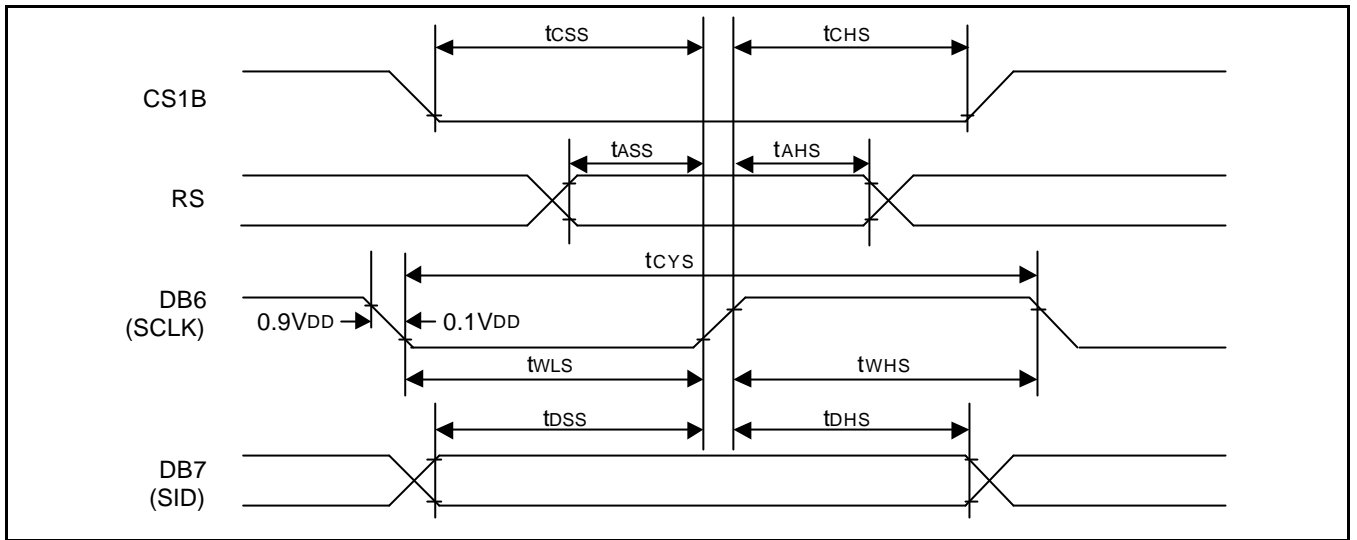 tCSS
tCHS
CS1B
tASS
tAHS
RS
tCYS
DB6
(SCLK)
0.9VDD
0.1VDD
tWLS
tWHS
tDSS
tDHS
DB7
(SID)